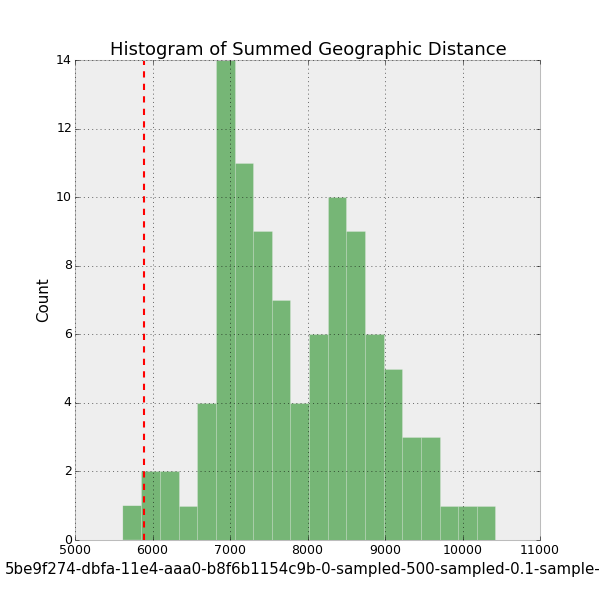 Histogram of Summed Geographic Distance
14
12
10
8
6
4
2
0
Count
5000 6000 7000 8000 9000 10000 11000
5be9f274-dbfa-11e4-aaa0-b8f6b1154c9b-0-sampled-500-sampled-0.1-sample-